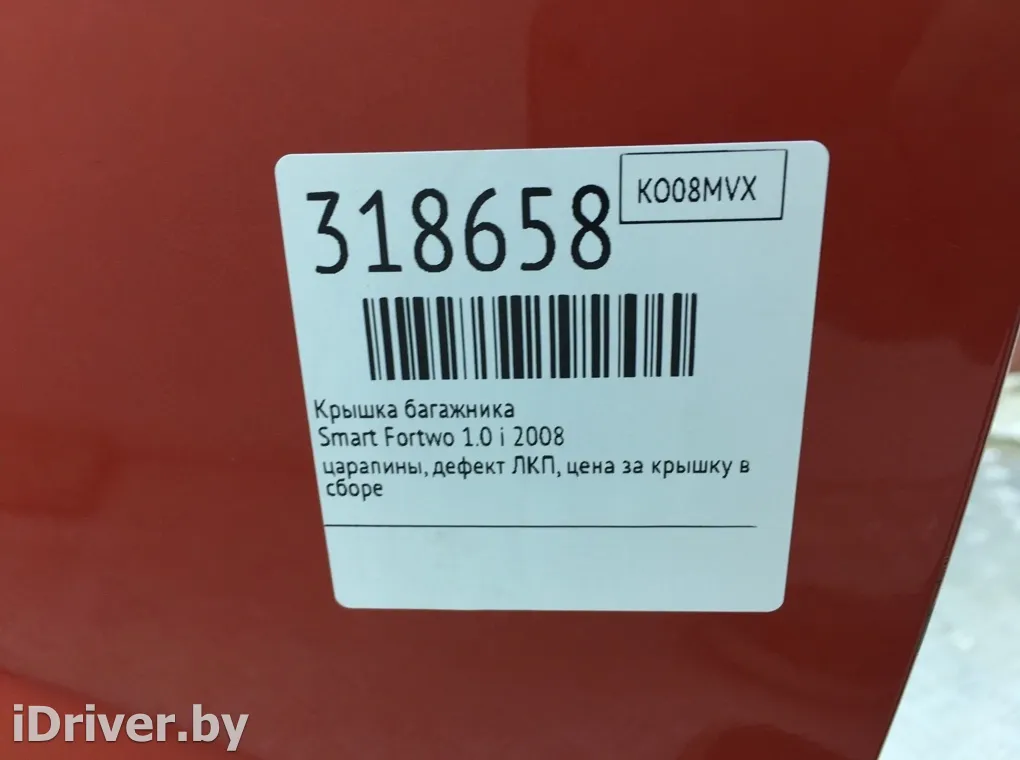 318658
KO08MVX
Крышка багажника
Smart Fortwo 1.0 i 2008
царапины, дефект ЛКП, цена за крышку в
сборе
iDriver.by